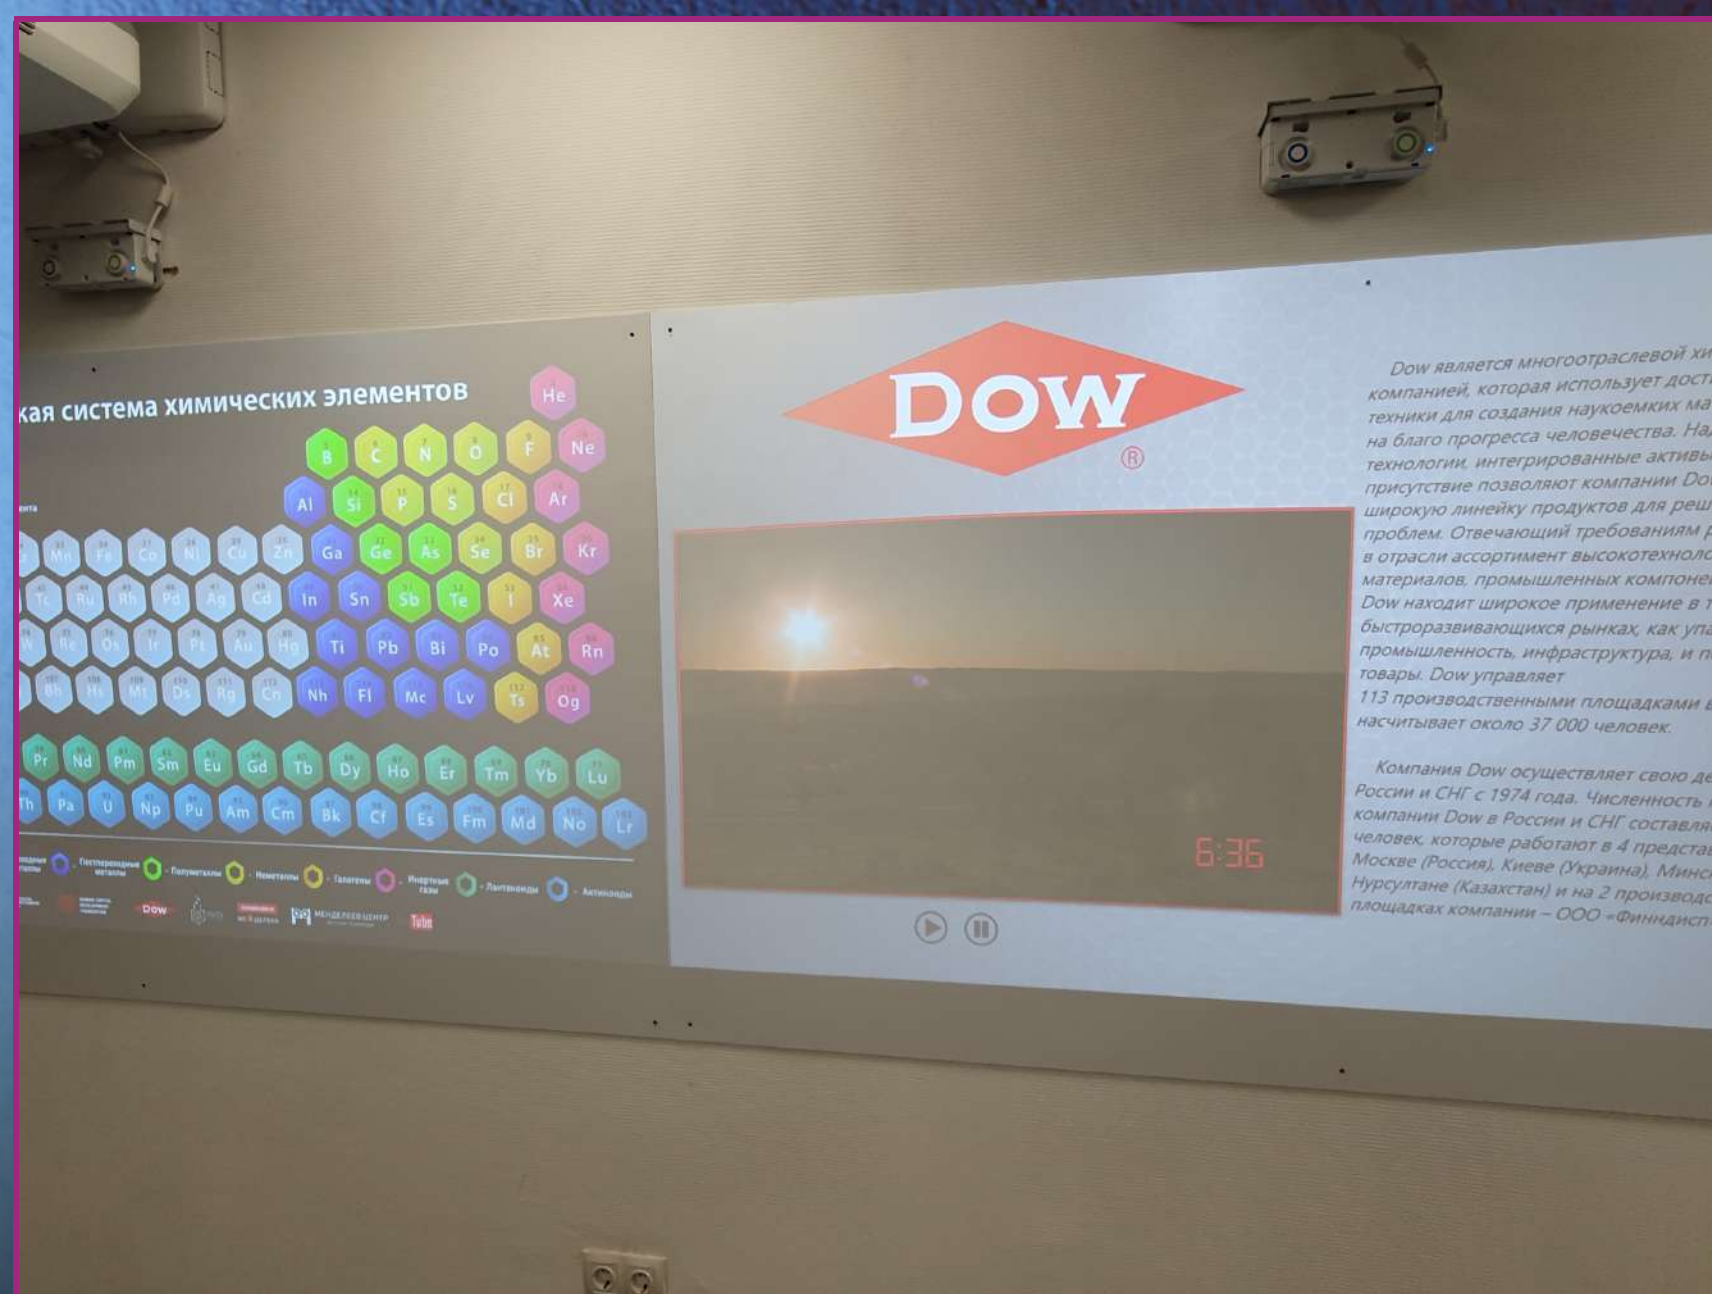 кая система химических элементов
He
B C N O F Ne
Al Si P S Cl Ar
Mn Fe Co Ni Cu Zn Ga Ge As Se Br Kr
Tc Ru Rh Pd Ag Cd In Sn Sb Te I Xe
W Re Os Ir Pt Au Hg Ti Pb Bi Po At Rn
Bh Hs Mt Ds Rg Cn Nh Fl Mc Lv Ts Og
Pr Nd Pm Sm Eu Gd Tb Dy Ho Er Tm Yb Lu
Th Pa U Np Pu Am Cm Bk Cf Es Fm Md No Lr
Постпереходные металлы - Полуметаллы - Неметаллы - Галогены - Инертные газы - Лантаноиды - Актиноиды
DOW
МЕНДЕЛЕЕВ ЦЕНТР
Tube
DOW
®
6:36
Dow является многоотраслевой хи
компанией, которая использует дости
техники для создания наукоемких ма
на благо прогресса человечества. На
технологии, интегрированные активы
присутствие позволяют компании Do
широкую линейку продуктов для реш
проблем. Отвечающий требованиям р
в отрасли ассортимент высокотехноло
материалов, промышленных компоне
Dow находит широкое применение в т
быстроразвивающихся рынках, как упа
промышленность, инфраструктура, и п
товары. Dow управляет
113 производственными площадками в
насчитывает около 37 000 человек.
Компания Dow осуществляет свою де
России и СНГ с 1974 года. Численность
компании Dow в России и СНГ составля
человек, которые работают в 4 представ
Москве (Россия), Киеве (Украина), Минс
Нурсултане (Казахстан) и на 2 производс
площадках компании – ООО «Финндисп